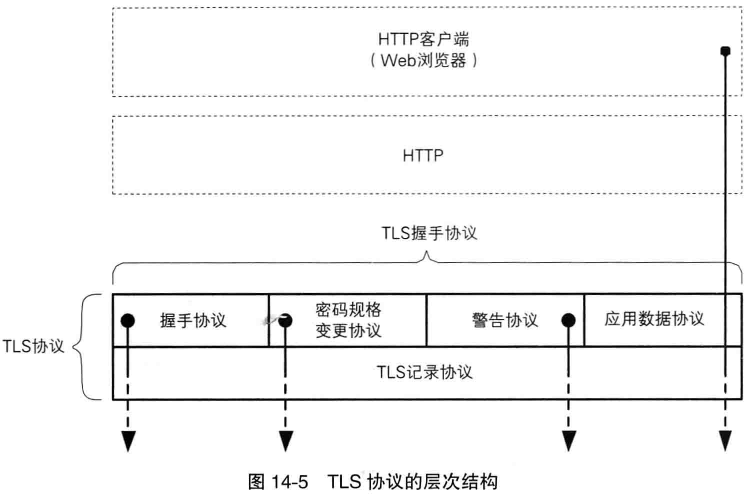 HTTP客户端
（Web浏览器）
HTTP
TLS握手协议
TLS协议
握手协议
密码规格
变更协议
警告协议
应用数据协议
TLS记录协议
图 14-5 TLS 协议的层次结构